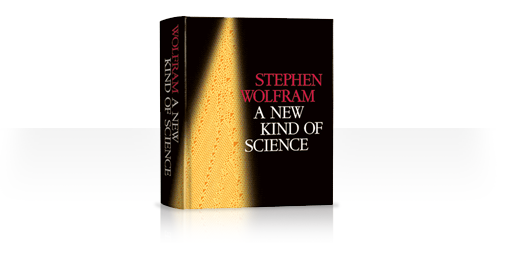 WOLFRAM A NEW
KIND OF SCIENCE
STEPHEN
WOLFRAM
A NEW
KIND OF
SCIENCE